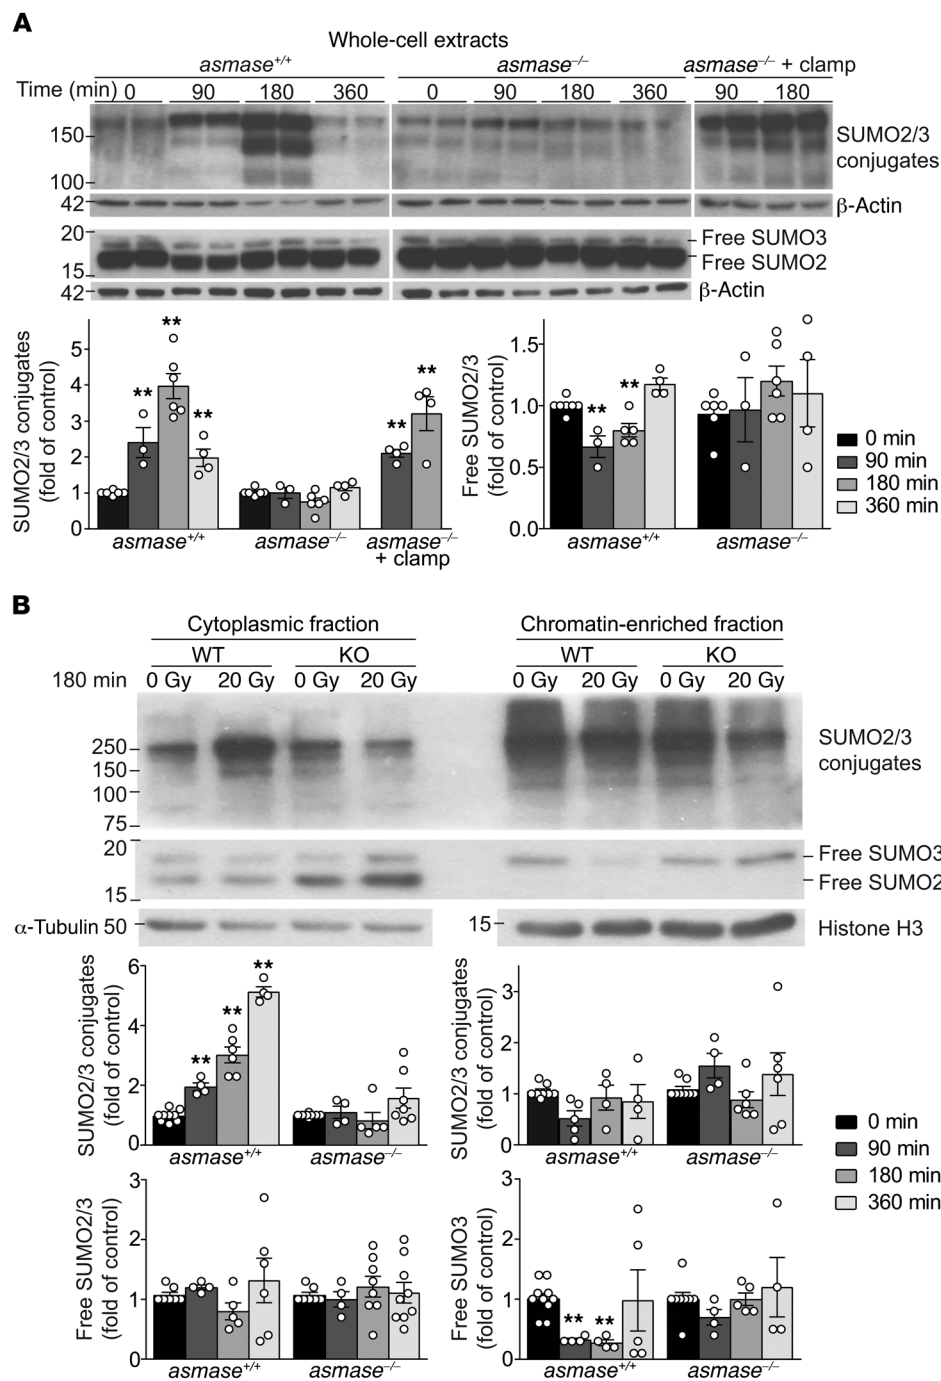 A
Whole-cell extracts
asmase+/+ asmase–/– asmase–/– + clamp
Time (min) 0 90 180 360 0 90 180 360 90 180
150
100
SUMO2/3
conjugates
42
β-Actin
20
15
Free SUMO3
Free SUMO2
42
β-Actin
SUMO2/3 conjugates
(fold of control)
5
4
3
2
1
0
** ** ** ** **
asmase+/+ asmase–/– asmase–/–
+ clamp
Free SUMO2/3
(fold of control)
1.5
1.0
0.5
0.0
** **
asmase+/+ asmase–/–
0 min
90 min
180 min
360 min
B
Cytoplasmic fraction Chromatin-enriched fraction
WT KO WT KO
180 min 0 Gy 20 Gy 0 Gy 20 Gy 0 Gy 20 Gy 0 Gy 20 Gy
250
150
100
75
SUMO2/3
conjugates
20
15
Free SUMO3
Free SUMO2
α-Tubulin 50 15 Histone H3
SUMO2/3 conjugates
(fold of control)
6
4
2
0
** ** **
asmase+/+ asmase–/–
SUMO2/3 conjugates
(fold of control)
3
2
1
0
asmase+/+ asmase–/–
0 min
90 min
180 min
360 min
Free SUMO2/3
(fold of control)
3
2
1
0
asmase+/+ asmase–/–
Free SUMO3
(fold of control)
3
2
1
0
** **
asmase+/+ asmase–/–